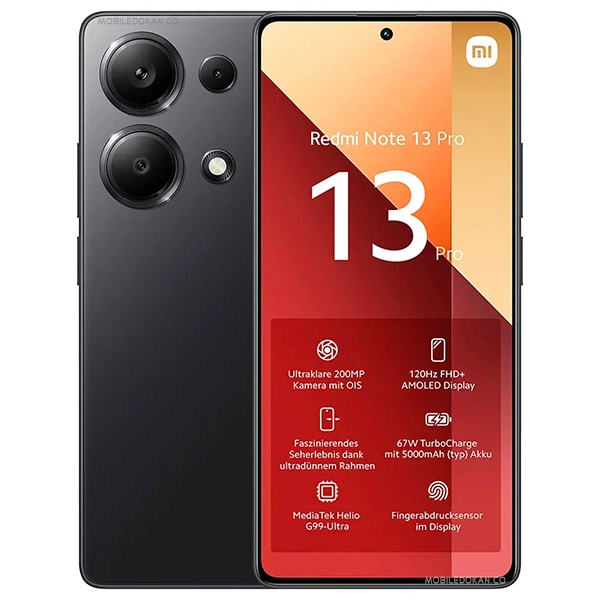 MOBILEDOKAN.CO
mi
Redmi Note 13 Pro
13
Pro
Ultraklare 200MP
Kamera mit OIS
120Hz FHD+
AMOLED Display
Faszinierendes
Seherlebnis dank
ultradünnem Rahmen
67W TurboCharge
mit 5000mAh (typ) Akku
MediaTek Helio
G99-Ultra
Fingerabdrucksensor
im Display
MOBILEDOKAN.CO